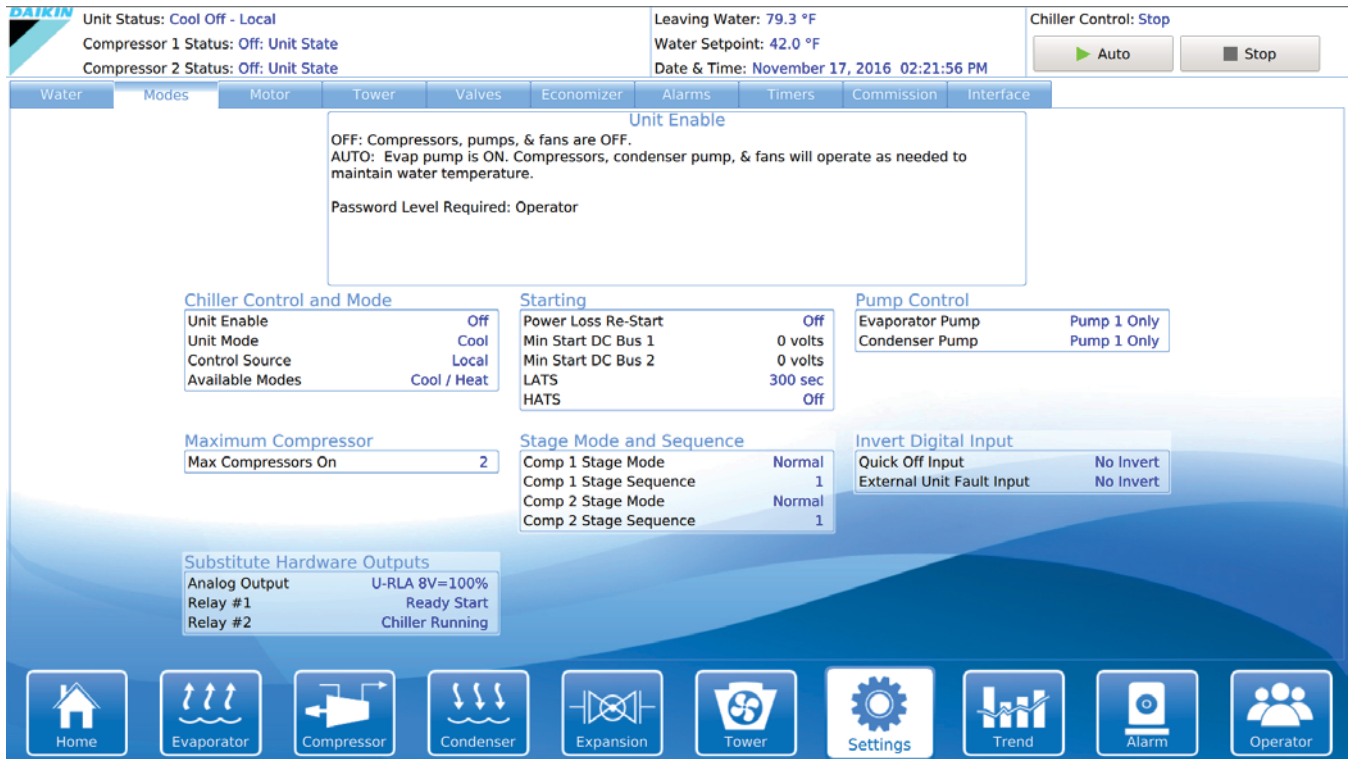 DAIKIN
Unit Status: Cool Off - Local
Compressor 1 Status: Off: Unit State
Compressor 2 Status: Off: Unit State
Leaving Water: 79.3 °F
Water Setpoint: 42.0 °F
Date & Time: November 17, 2016 02:21:56 PM
Chiller Control: Stop
Auto
Stop
Water Modes Motor Tower Valves Economizer Alarms Timers Commission Interface
Unit Enable
OFF: Compressors, pumps, & fans are OFF.
AUTO: Evap pump is ON. Compressors, condenser pump, & fans will operate as needed to
maintain water temperature.
Password Level Required: Operator
Chiller Control and Mode
Unit Enable Off
Unit Mode Cool
Control Source Local
Available Modes Cool / Heat
Starting
Power Loss Re-Start Off
Min Start DC Bus 1 0 volts
Min Start DC Bus 2 0 volts
LATS 300 sec
HATS Off
Pump Control
Evaporator Pump Pump 1 Only
Condenser Pump Pump 1 Only
Maximum Compressor
Max Compressors On 2
Stage Mode and Sequence
Comp 1 Stage Mode Normal
Comp 1 Stage Sequence 1
Comp 2 Stage Mode Normal
Comp 2 Stage Sequence 1
Invert Digital Input
Quick Off Input No Invert
External Unit Fault Input No Invert
Substitute Hardware Outputs
Analog Output U-RLA 8V=100%
Relay #1 Ready Start
Relay #2 Chiller Running
Home Evaporator Compressor Condenser Expansion Tower Settings Trend Alarm Operator